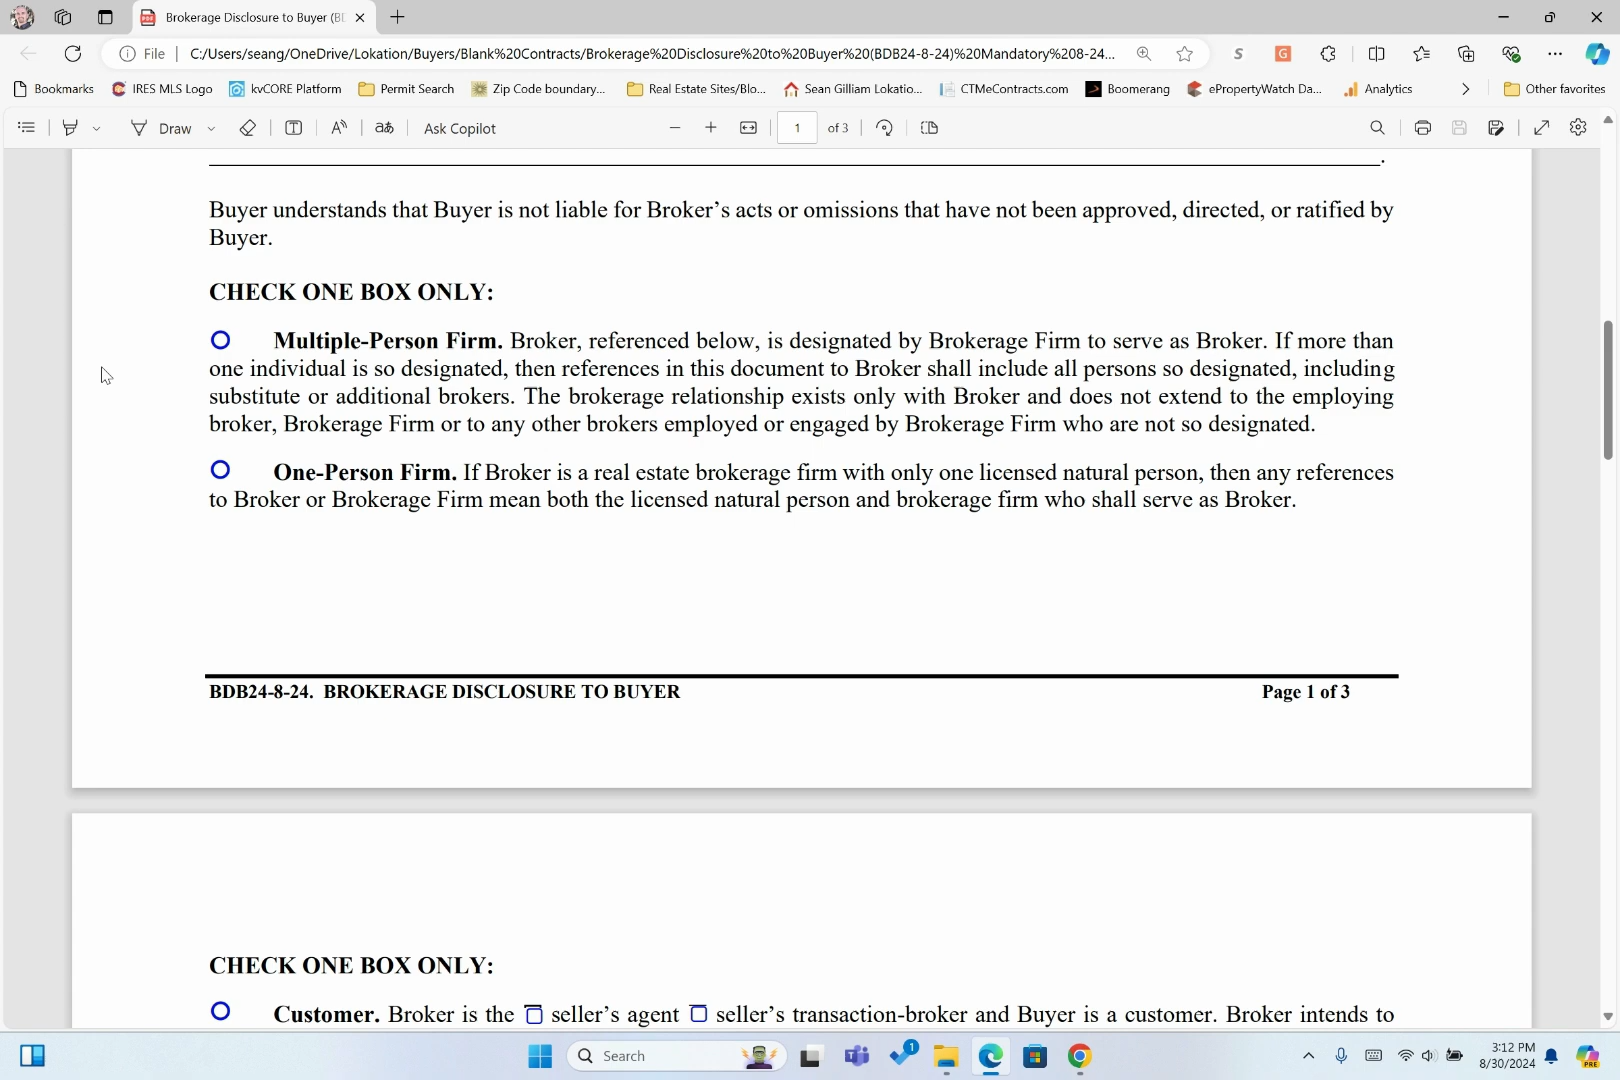 Brokerage Disclosure to Buyer (BD
File
C:/Users/seang/OneDrive/Lokation/Buyers/Blank%20Contracts/Brokerage%20Disclosure%20to%20Buyer%20(BDB24-8-24)%20Mandatory%208-24...
Bookmarks IRES MLS Logo kvCORE Platform Permit Search Zip Code boundary... Real Estate Sites/Blo... Sean Gilliam Lokatio... CTMeContracts.com Boomerang ePropertyWatch Da... Analytics Other favorites
Draw Ask Copilot 1 of 3
Buyer understands that Buyer is not liable for Broker’s acts or omissions that have not been approved, directed, or ratified by
Buyer.
CHECK ONE BOX ONLY:
Multiple-Person Firm. Broker, referenced below, is designated by Brokerage Firm to serve as Broker. If more than
one individual is so designated, then references in this document to Broker shall include all persons so designated, including
substitute or additional brokers. The brokerage relationship exists only with Broker and does not extend to the employing
broker, Brokerage Firm or to any other brokers employed or engaged by Brokerage Firm who are not so designated.
One-Person Firm. If Broker is a real estate brokerage firm with only one licensed natural person, then any references
to Broker or Brokerage Firm mean both the licensed natural person and brokerage firm who shall serve as Broker.
BDB24-8-24. BROKERAGE DISCLOSURE TO BUYER Page 1 of 3
CHECK ONE BOX ONLY:
Customer. Broker is the seller’s agent seller’s transaction-broker and Buyer is a customer. Broker intends to
Search
1
3:12 PM
8/30/2024
PRE